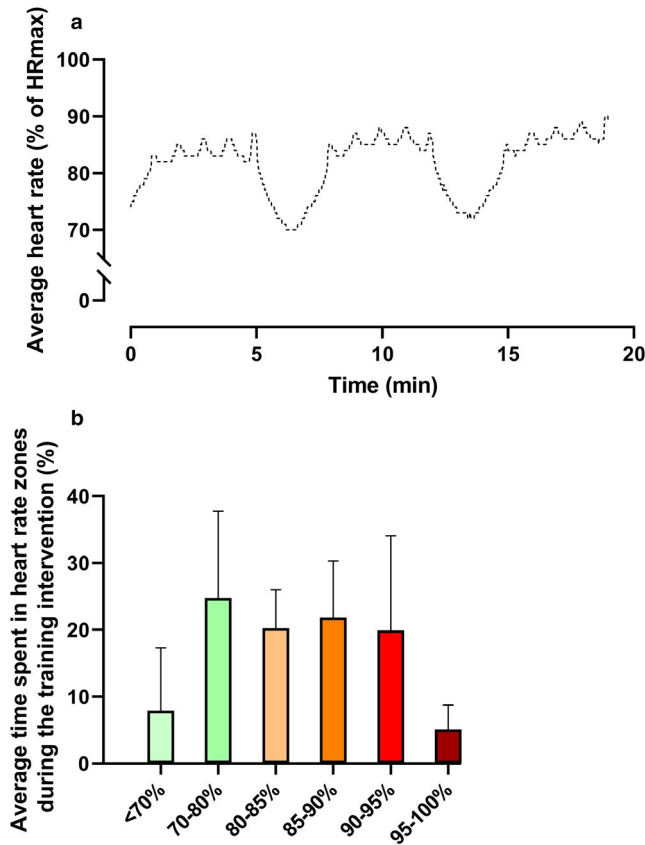 a
Average heart rate (% of HRmax)
100
90
80
70
0
0 5 10 15 20
Time (min)
b
Average time spent in heart rate zones
during the training intervention (%)
40
30
20
10
0
<70% 70-80% 80-85% 85-90% 90-95% 95-100%